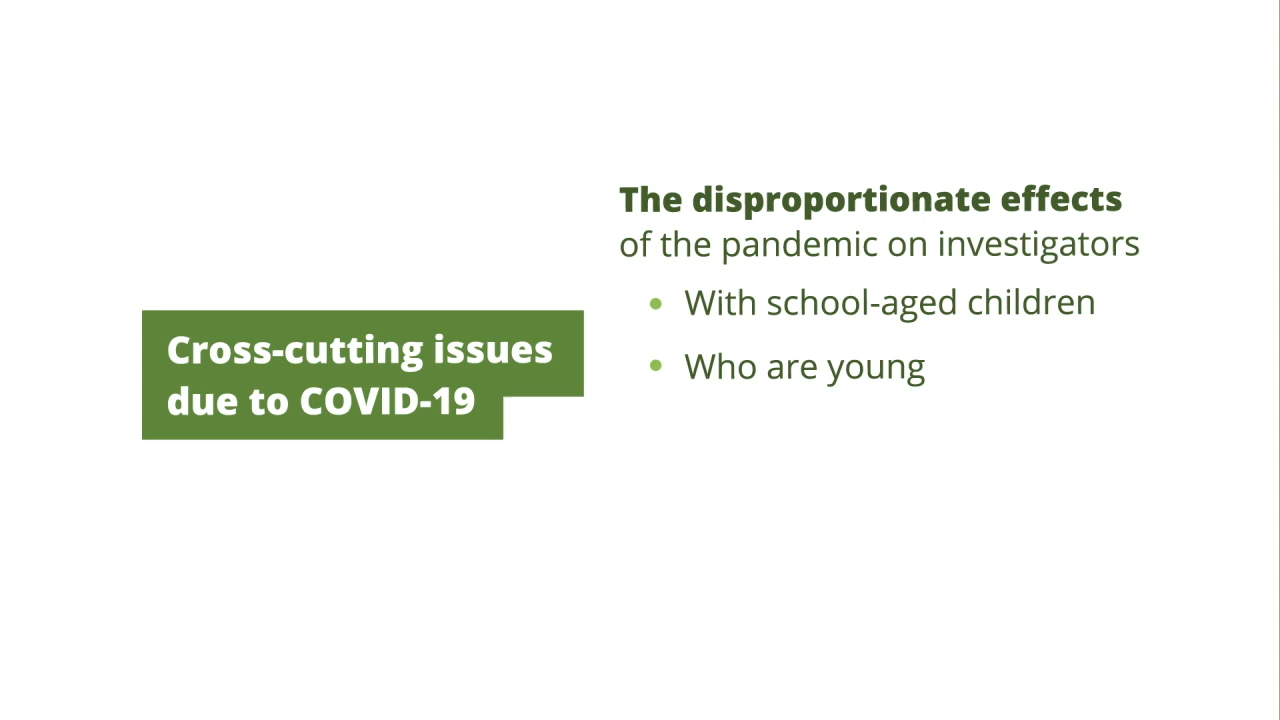 Cross-cutting issues
due to COVID-19
The disproportionate effects
of the pandemic on investigators
• With school-aged children
• Who are young